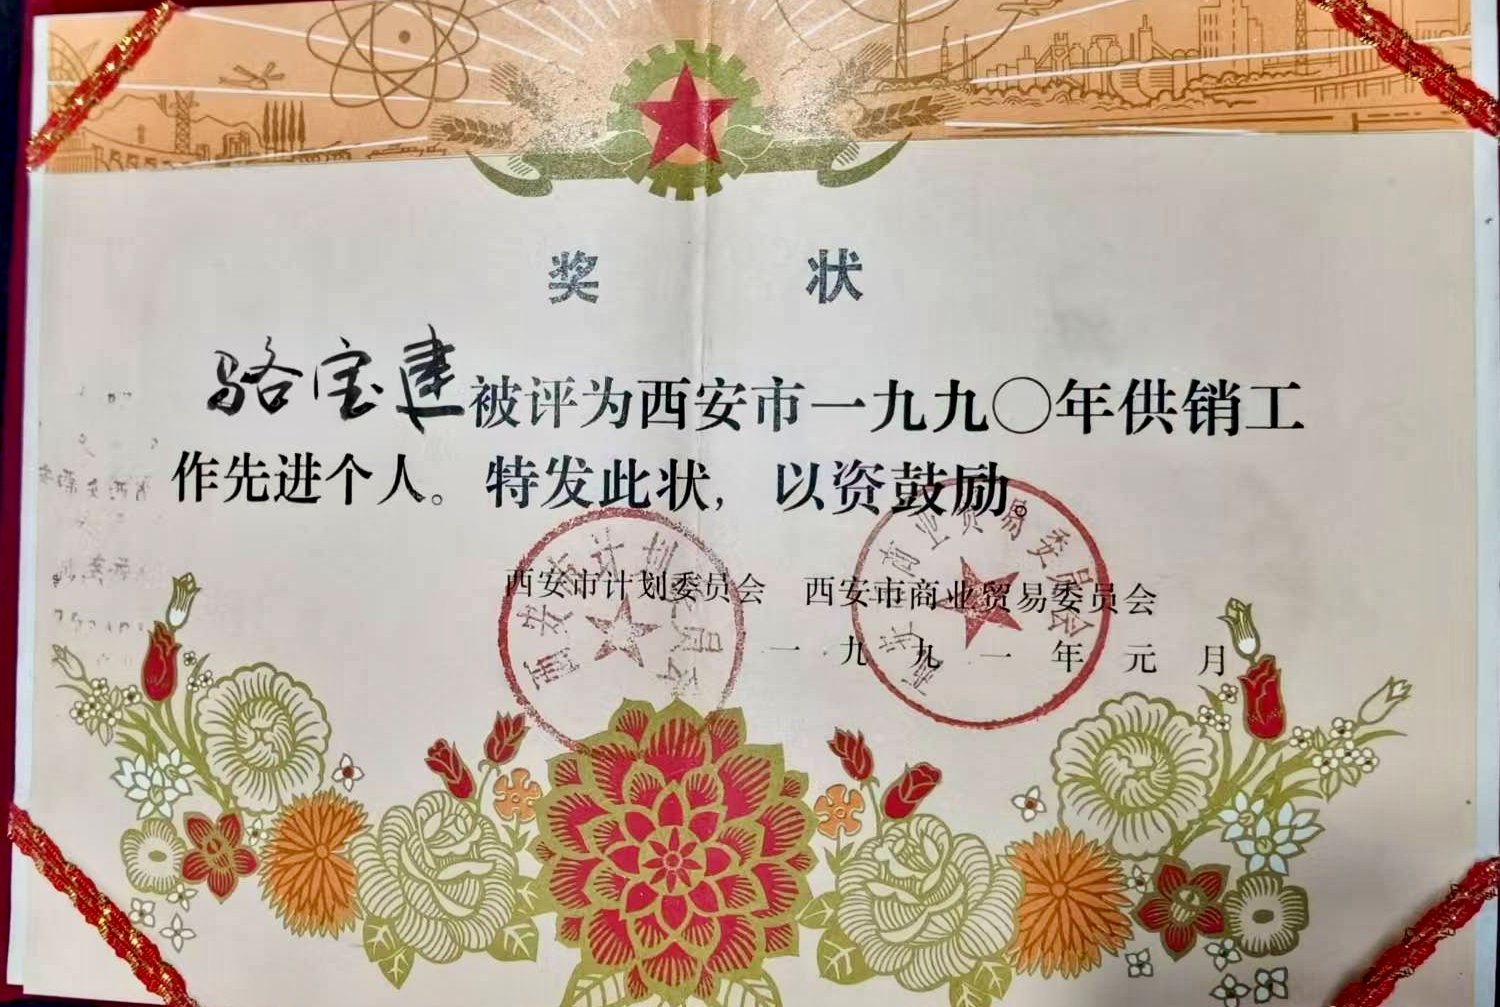 奖状
骆宝建被评为西安市一九九〇年供销工
作先进个人。特发此状，以资鼓励。
西安市计划委员会 西安市商业贸易委员会
一九九一年元月